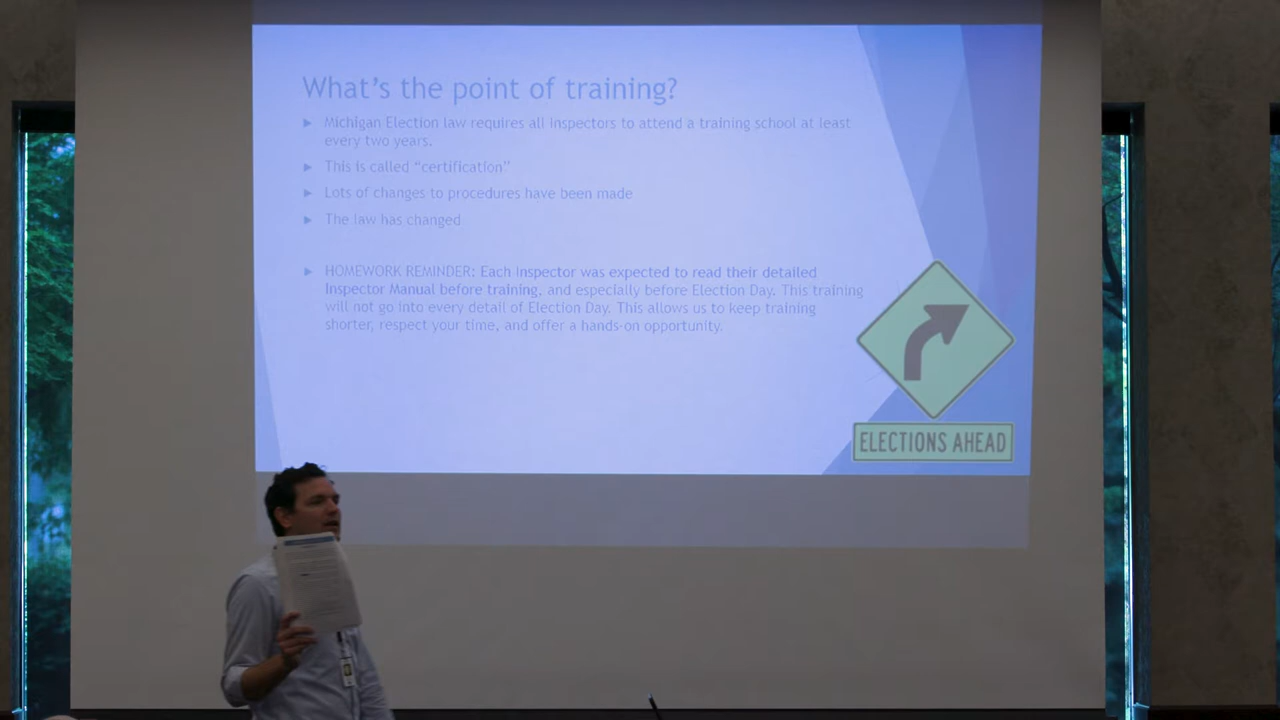 What's the point of training?
Michigan Election law requires all inspectors to attend a training school at least
every two years.
This is called "certification"
Lots of changes to procedures have been made
The law has changed
HOMEWORK REMINDER: Each inspector was expected to read their detailed
Inspector Manual before training, and especially before Election Day. This training
will not go into every detail of Election Day. This allows us to keep training
shorter, respect your time, and offer a hands-on opportunity.
ELECTIONS AHEAD